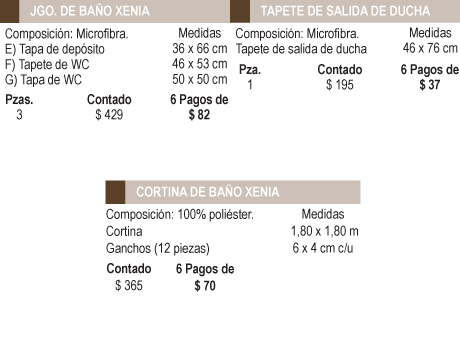 JGO. DE BAÑO XENIA
Composición: Microfibra. Medidas
E) Tapa de depósito 36 x 66 cm
F) Tapete de WC 46 x 53 cm
G) Tapa de WC 50 x 50 cm
Pzas. Contado 6 Pagos de
3 $ 429 $ 82
TAPETE DE SALIDA DE DUCHA
Composición: Microfibra. Medidas
Tapete de salida de ducha 46 x 76 cm
Pza. Contado 6 Pagos de
1 $ 195 $ 37
CORTINA DE BAÑO XENIA
Composición: 100% poliéster. Medidas
Cortina 1,80 x 1,80 m
Ganchos (12 piezas) 6 x 4 cm c/u
Contado 6 Pagos de
$ 365 $ 70